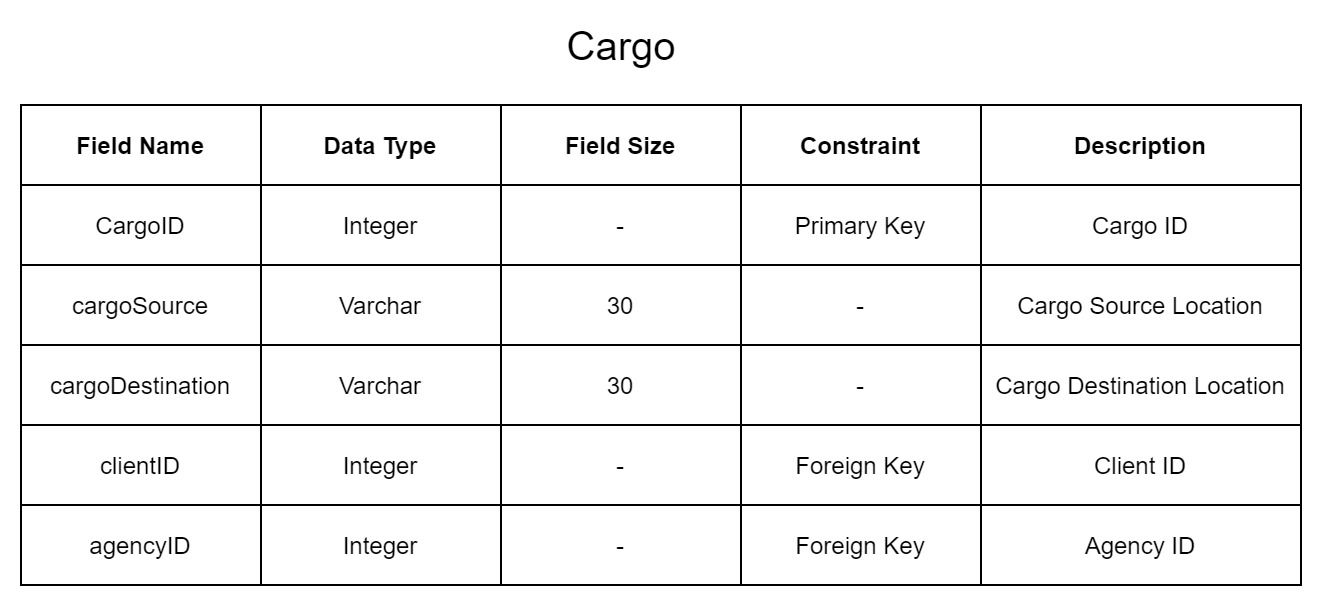 Cargo
Field Name Data Type Field Size Constraint Description
CargoID Integer - Primary Key Cargo ID
cargoSource Varchar 30 - Cargo Source Location
cargoDestination Varchar 30 - Cargo Destination Location
clientID Integer - Foreign Key Client ID
agencyID Integer - Foreign Key Agency ID